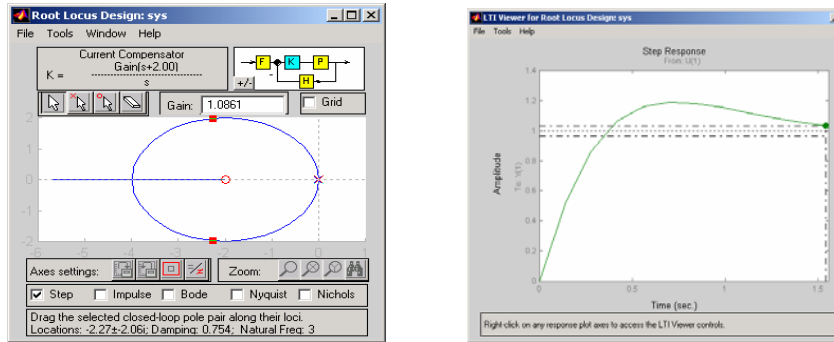 Root Locus Design: sys
File Tools Window Help
Current Compensator
K =
Gain(s+2.00)
s
F
K
P
H
+/-
Gain: 1.0861
Grid
2
1
0
-1
-2
-6 -5 -4 -3 -2 -1 0 1
Axes settings:
Zoom:
Step Impulse Bode Nyquist Nichols
Drag the selected closed-loop pole pair along their loci.
Locations: -2.27±-2.06i; Damping: 0.754; Natural Freq: 3
LTI Viewer for Root Locus Design: sys
File Tools Help
Step Response
From: U(1)
Amplitude
To: Y(1)
1.4
1.2
1
0.8
0.6
0.4
0.2
0
0 0.5 1 1.5
Time (sec.)
Right-click on any response plot axes to access the LTI Viewer controls.